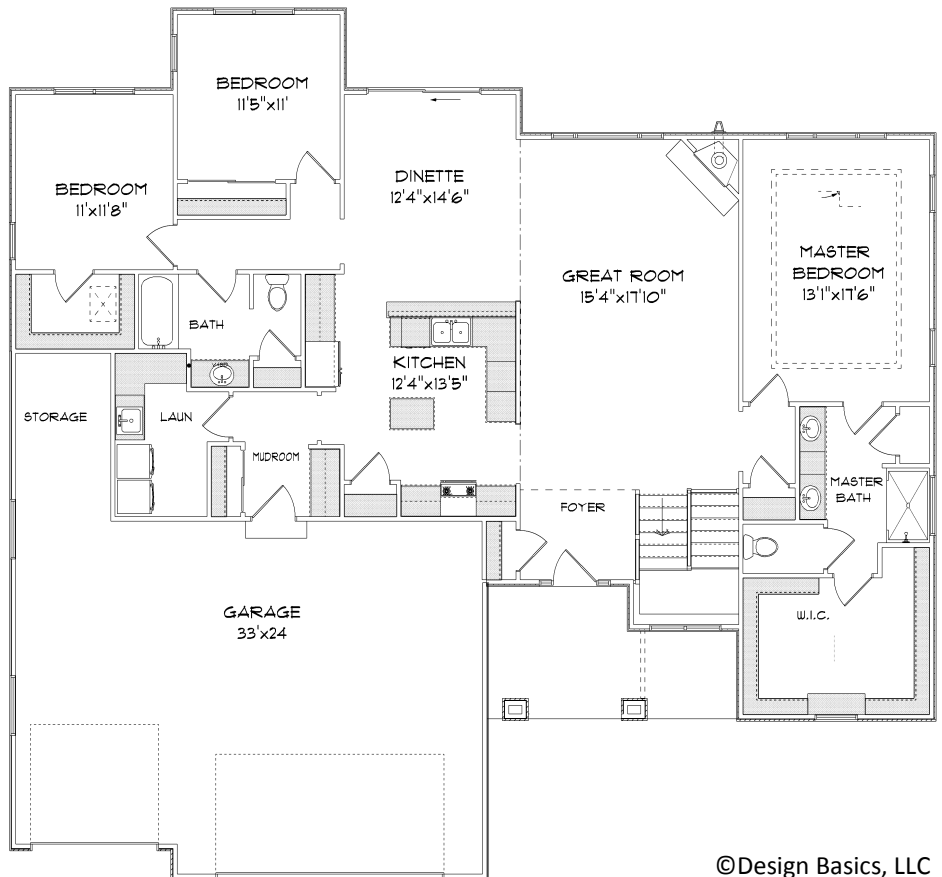 BEDROOM
11'5"x11'
BEDROOM
11'x11'8"
DINETTE
12'4"x14'6"
GREAT ROOM
15'4"x17'10"
MASTER
BEDROOM
13'1"x17'6"
BATH
KITCHEN
12'4"x13'5"
STORAGE
LAUN
MUDROOM
FOYER
MASTER
BATH
GARAGE
33'x24
W.I.C.
©Design Basics, LLC